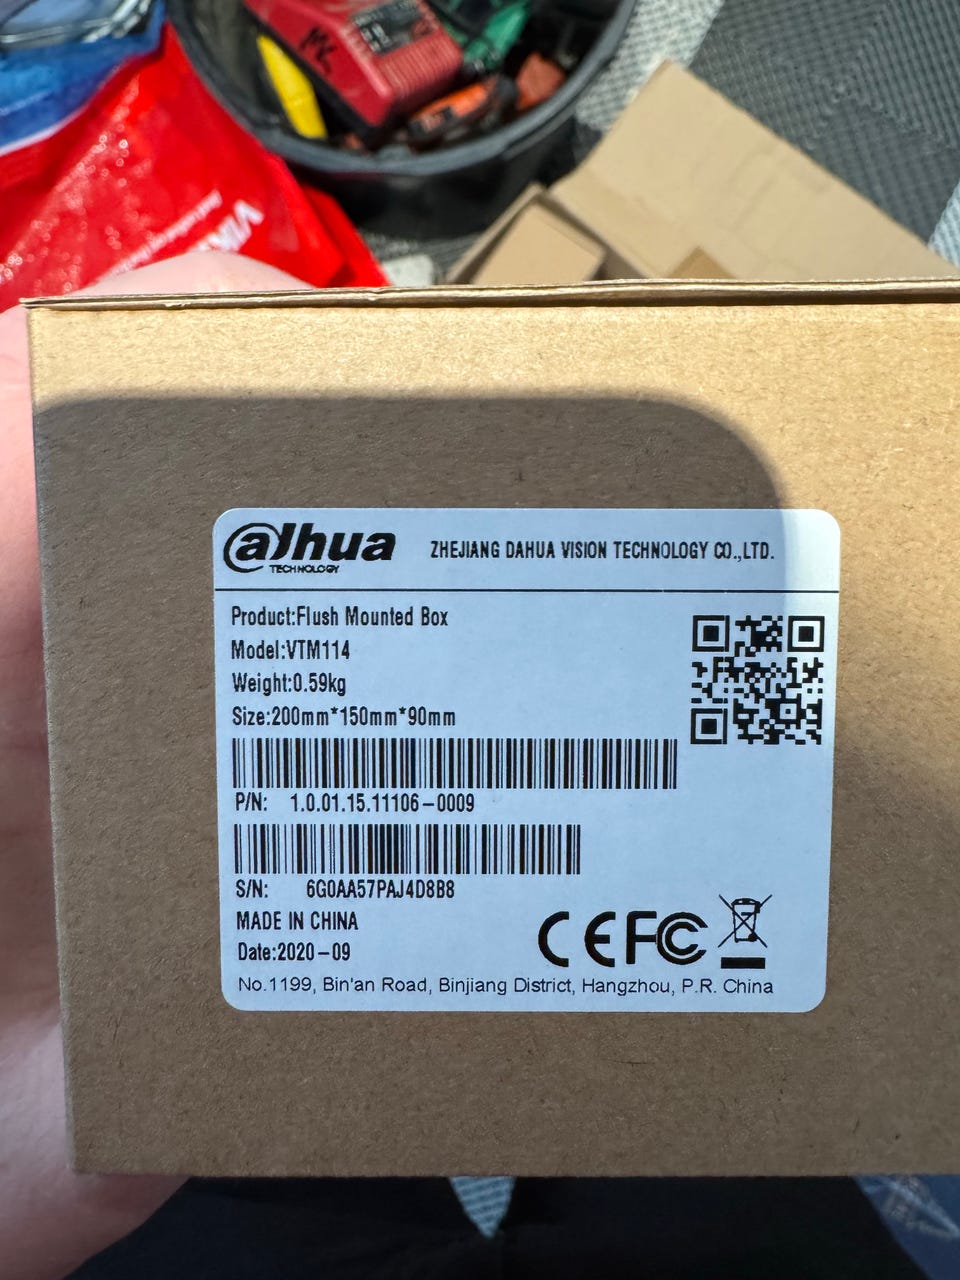 MC
VIK
alhua
TECHNOLOGY
ZHEJIANG DAHUA VISION TECHNOLOGY CO.,LTD.
Product:Flush Mounted Box
Model:VTM114
Weight:0.59kg
Size:200mm*150mm*90mm
P/N: 1.0.01.15.11106-0009
S/N: 6G0AA57PAJ4D8B8
MADE IN CHINA
Date:2020-09
CE FC
No.1199, Bin'an Road, Binjiang District, Hangzhou, P.R. China